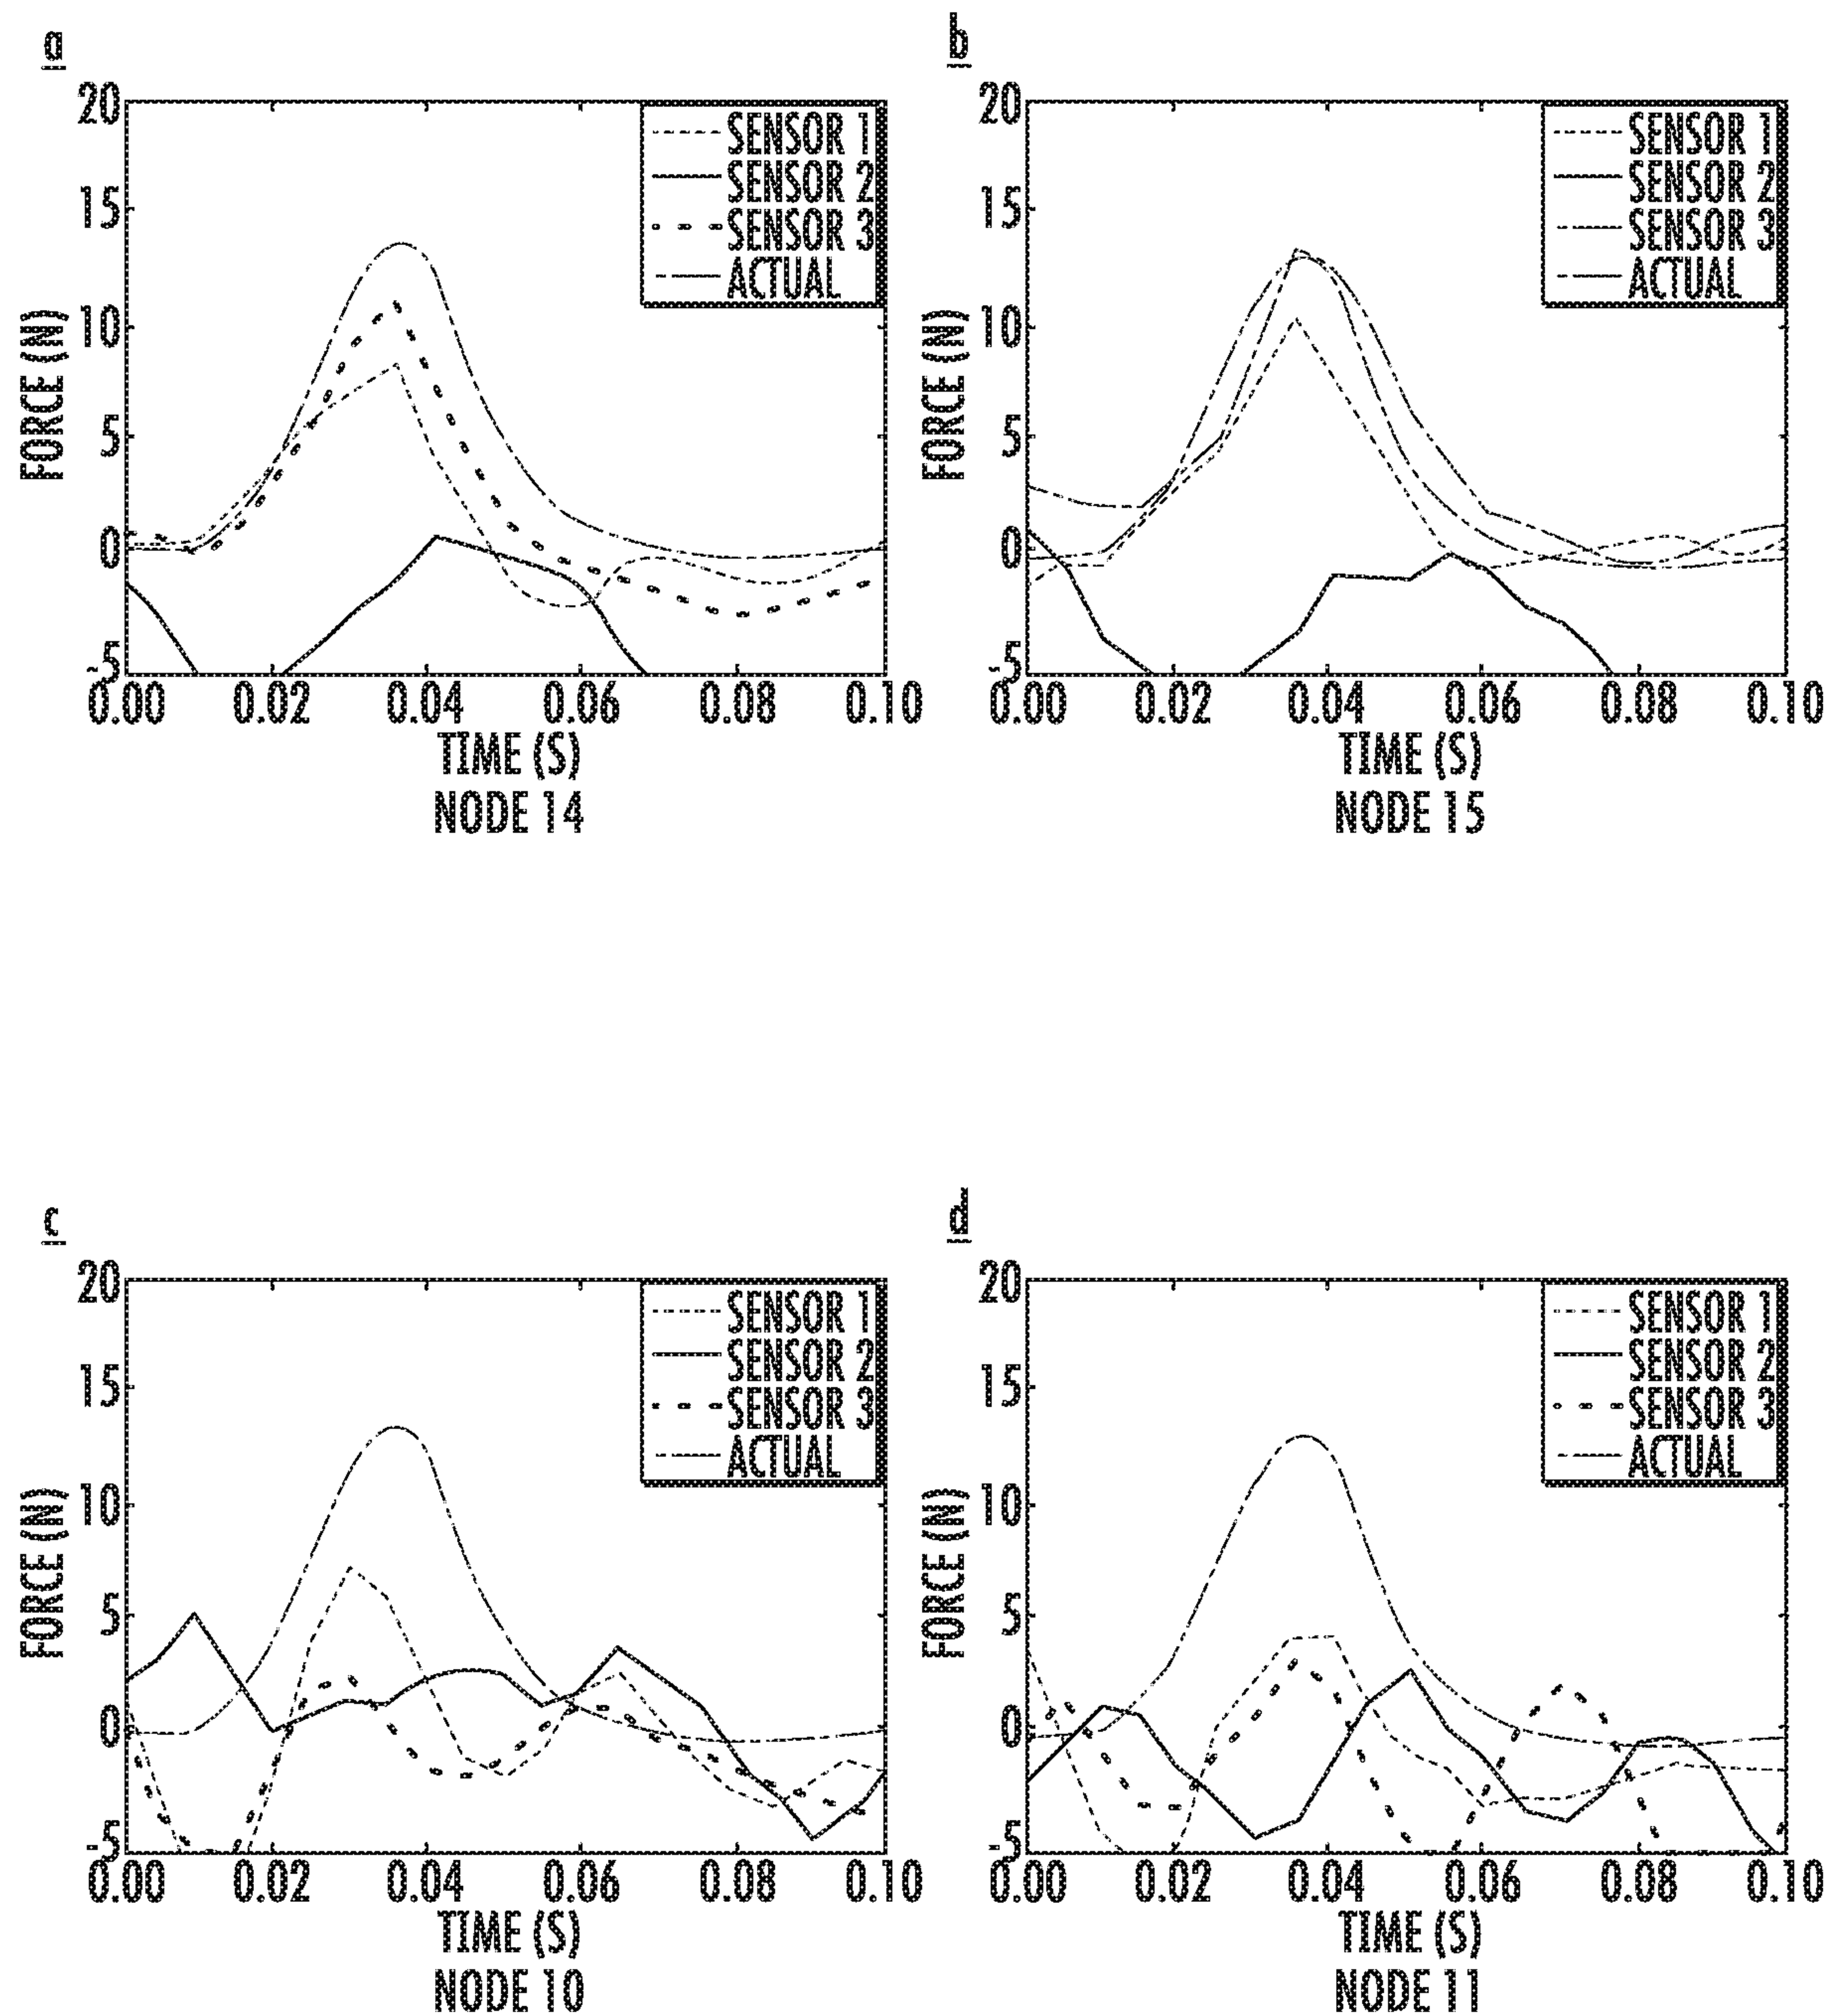 a
20
15
10
5
0
-5
FORCE (N)
SENSOR 1
SENSOR 2
SENSOR 3
ACTUAL
0.00 0.02 0.04 0.06 0.08 0.10
TIME (S)
NODE 14
b
20
15
10
5
0
-5
FORCE (N)
SENSOR 1
SENSOR 2
SENSOR 3
ACTUAL
0.00 0.02 0.04 0.06 0.08 0.10
TIME (S)
NODE 15
c
20
15
10
5
0
-5
FORCE (N)
SENSOR 1
SENSOR 2
SENSOR 3
ACTUAL
0.00 0.02 0.04 0.06 0.08 0.10
TIME (S)
NODE 10
d
20
15
10
5
0
-5
FORCE (N)
SENSOR 1
SENSOR 2
SENSOR 3
ACTUAL
0.00 0.02 0.04 0.06 0.08 0.10
TIME (S)
NODE 11